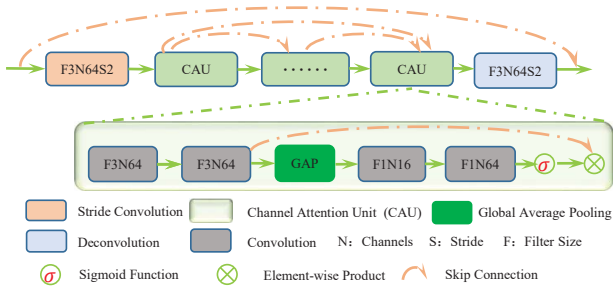 F3N64S2 CAU ...... CAU F3N64S2
F3N64 F3N64 GAP F1N16 F1N64 σ
Stride Convolution Channel Attention Unit (CAU) Global Average Pooling
Deconvolution Convolution N: Channels S: Stride F: Filter Size
σ Sigmoid Function Element-wise Product Skip Connection